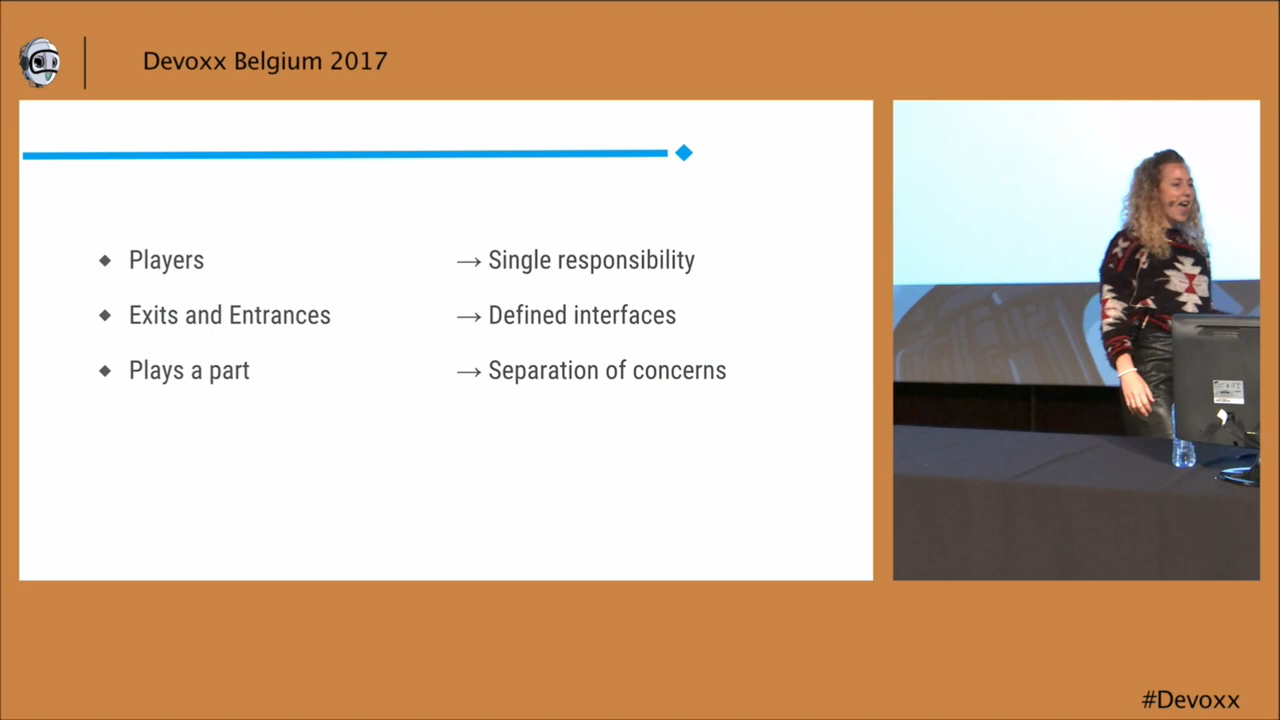 Devoxx Belgium 2017
◆ Players → Single responsibility
◆ Exits and Entrances → Defined interfaces
◆ Plays a part → Separation of concerns
#Devoxx